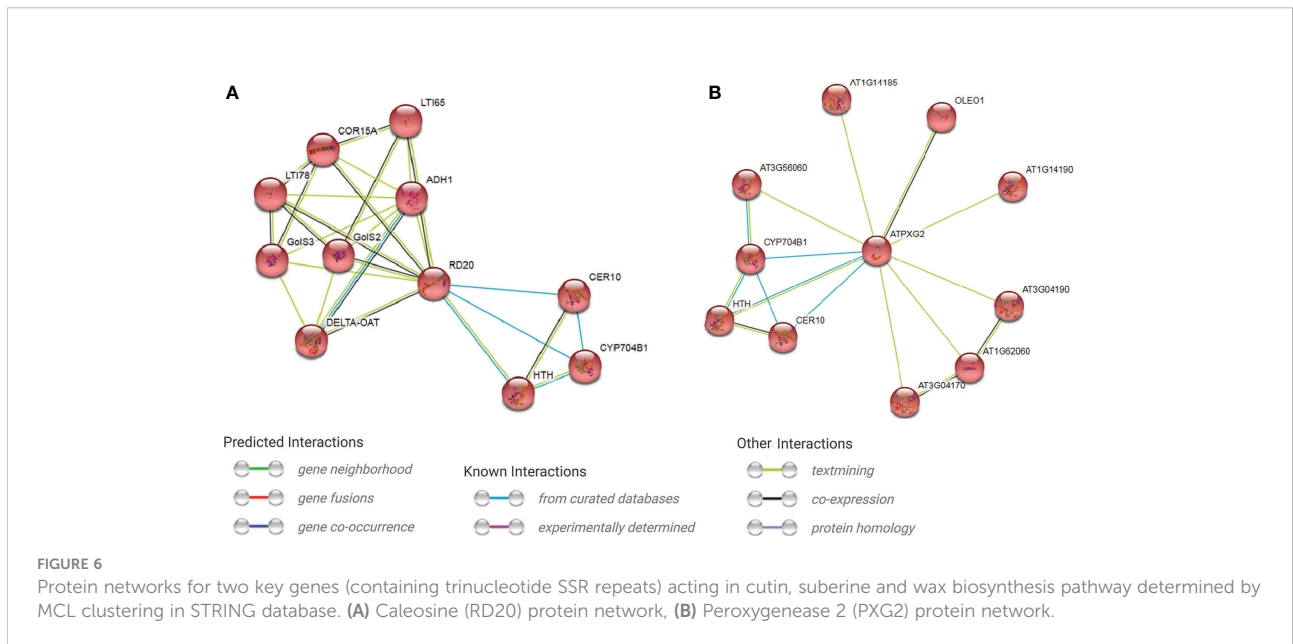 A
LTI65
COR15A
LTI78
ADH1
GolS3
GolS2
RD20
CER10
DELTA-OAT
CYP704B1
HTH
B
AT1G14185
OLEO1
AT3G56060
AT1G14190
ATPXG2
CYP704B1
HTH
CER10
AT3G04190
AT1G62060
AT3G04170
Predicted Interactions
gene neighborhood
gene fusions
gene co-occurrence
Known Interactions
from curated databases
experimentally determined
Other Interactions
textmining
co-expression
protein homology
FIGURE 6
Protein networks for two key genes (containing trinucleotide SSR repeats) acting in cutin, suberine and wax biosynthesis pathway determined by
MCL clustering in STRING database. (A) Caleosine (RD20) protein network, (B) Peroxygenease 2 (PXG2) protein network.